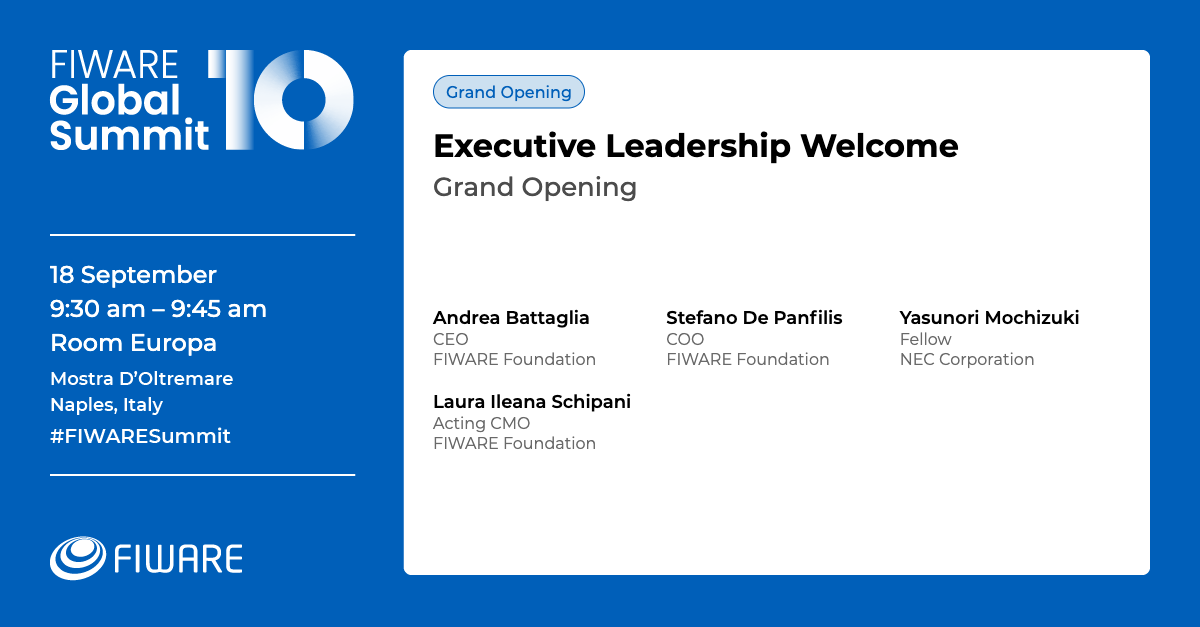 FIWARE
Global
Summit
10
18 September
9:30 am – 9:45 am
Room Europa
Mostra D’Oltremare
Naples, Italy
#FIWARESummit
FIWARE
Grand Opening
Executive Leadership Welcome
Grand Opening
Andrea Battaglia
CEO
FIWARE Foundation
Stefano De Panfilis
COO
FIWARE Foundation
Yasunori Mochizuki
Fellow
NEC Corporation
Laura Ileana Schipani
Acting CMO
FIWARE Foundation